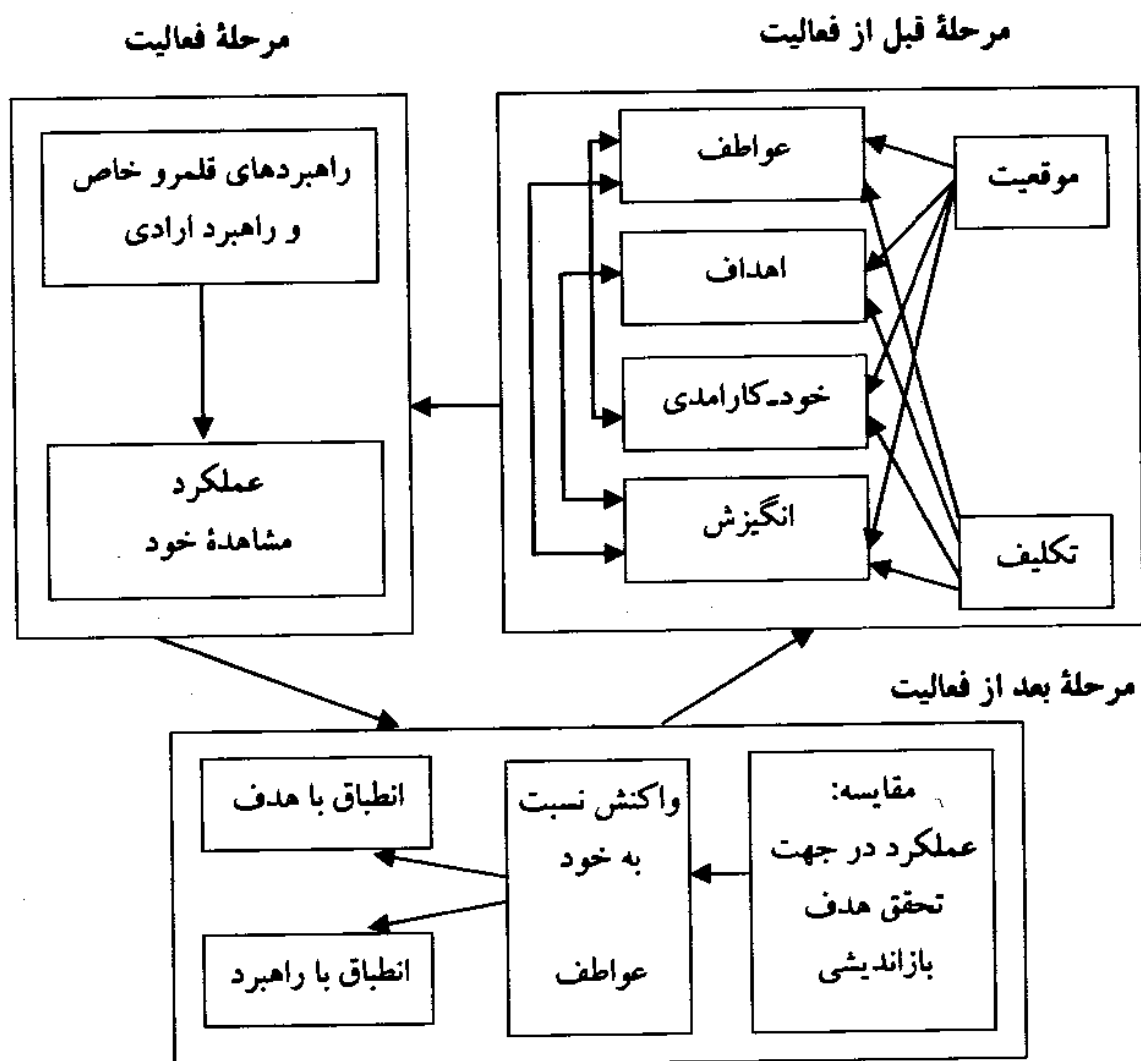 مرحلهٔ قبل از فعالیت
موقعیت
تکلیف
عواطف
اهداف
خود-کارامدی
انگیزش
مرحلهٔ فعالیت
راهبردهای قلمرو خاص
و راهبرد ارادی
عملکرد
مشاهدهٔ خود
مرحلهٔ بعد از فعالیت
مقایسه:
عملکرد در جهت
تحقق هدف
بازاندیشی
واکنش نسبت
به خود
عواطف
انطباق با هدف
انطباق با راهبرد